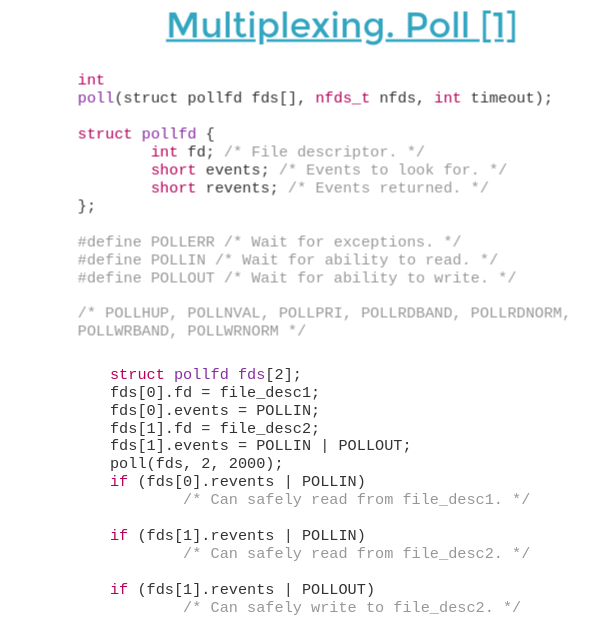 Multiplexing. Poll [1]
int
poll(struct pollfd fds[], nfds_t nfds, int timeout);
struct pollfd {
int fd; /* File descriptor. */
short events; /* Events to look for. */
short revents; /* Events returned. */
};
#define POLLERR /* Wait for exceptions. */
#define POLLIN /* Wait for ability to read. */
#define POLLOUT /* Wait for ability to write. */
/* POLLHUP, POLLNVAL, POLLPRI, POLLRDBAND, POLLRDNORM,
POLLWRBAND, POLLWRNORM */
struct pollfd fds[2];
fds[0].fd = file_desc1;
fds[0].events = POLLIN;
fds[1].fd = file_desc2;
fds[1].events = POLLIN | POLLOUT;
poll(fds, 2, 2000);
if (fds[0].revents | POLLIN)
/* Can safely read from file_desc1. */
if (fds[1].revents | POLLIN)
/* Can safely read from file_desc2. */
if (fds[1].revents | POLLOUT)
/* Can safely write to file_desc2. */